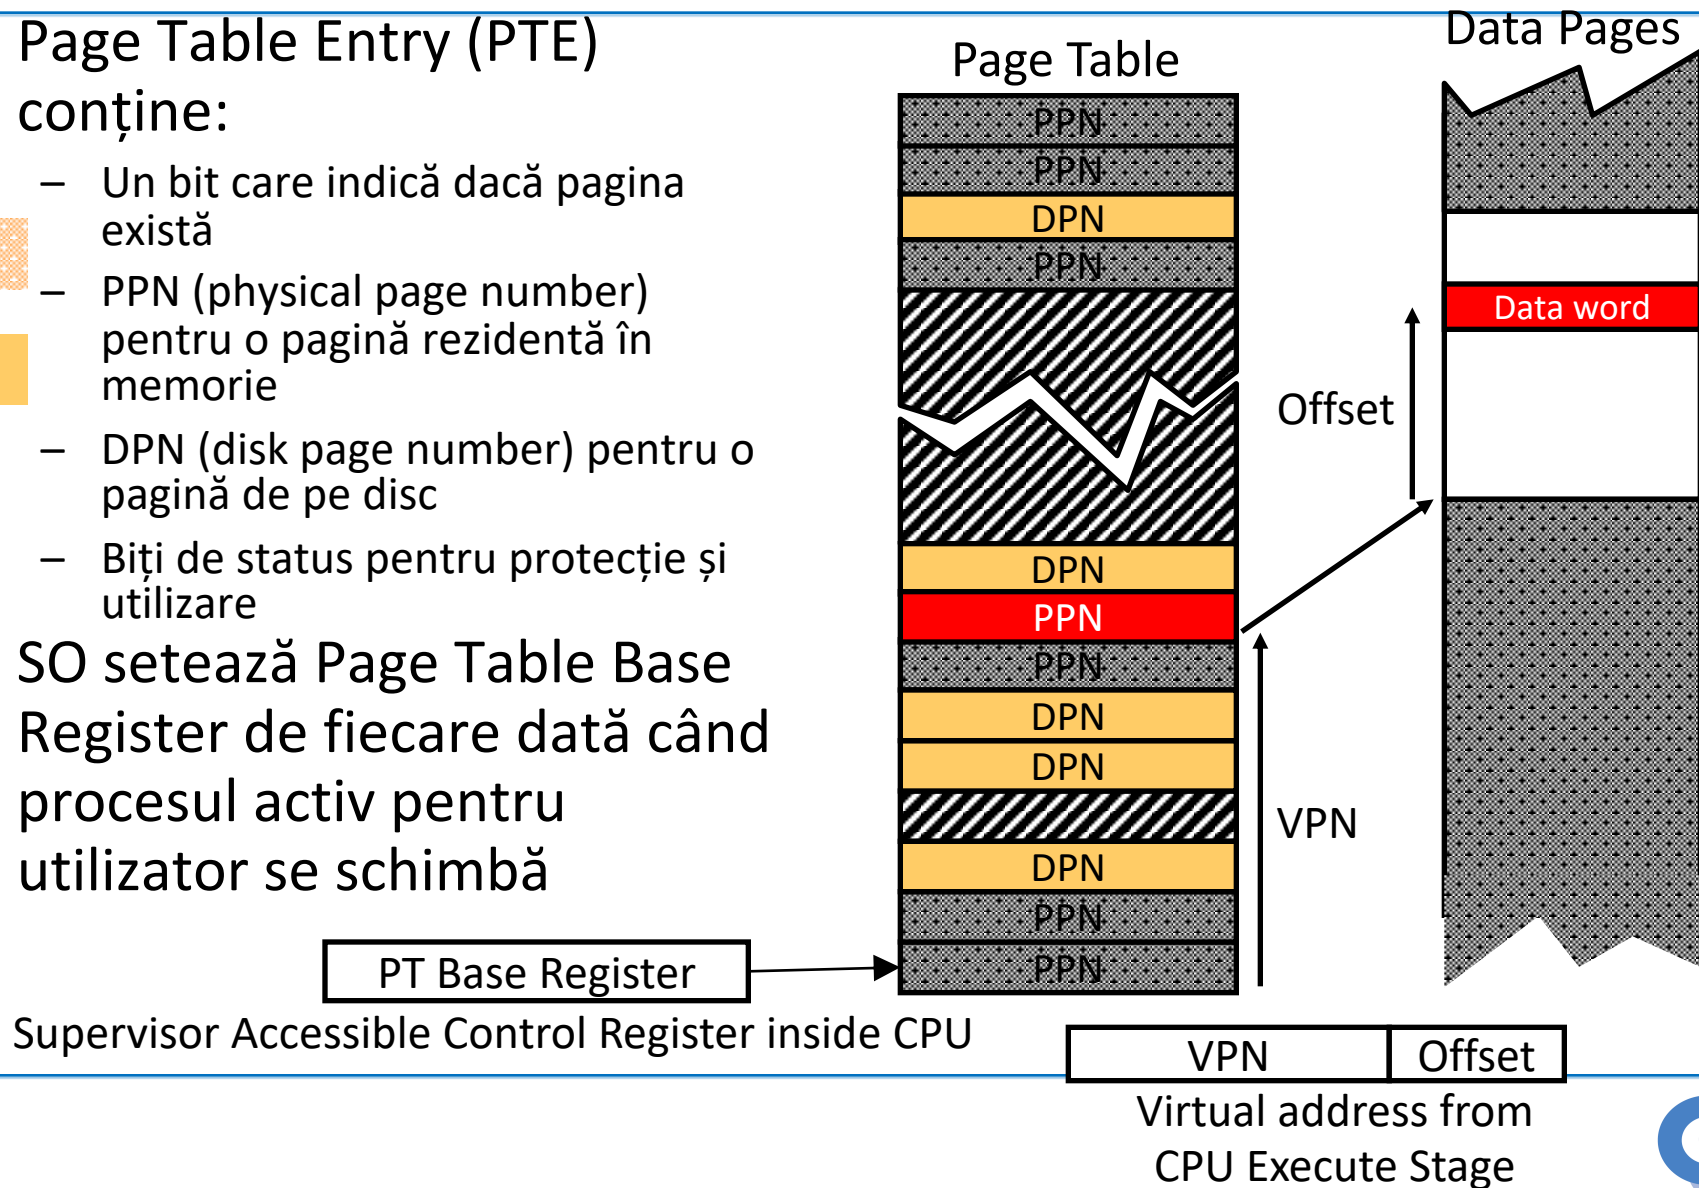 Page Table Entry (PTE)
conține:
– Un bit care indică dacă pagina
există
– PPN (physical page number)
pentru o pagină rezidentă în
memorie
– DPN (disk page number) pentru o
pagină de pe disc
– Biți de status pentru protecție și
utilizare
SO setează Page Table Base
Register de fiecare dată când
procesul activ pentru
utilizator se schimbă
PT Base Register
Supervisor Accessible Control Register inside CPU
Page Table
PPN
PPN
DPN
PPN
DPN
PPN
PPN
DPN
DPN
DPN
PPN
PPN
VPN
Offset
Data Pages
Data word
VPN Offset
Virtual address from
CPU Execute Stage